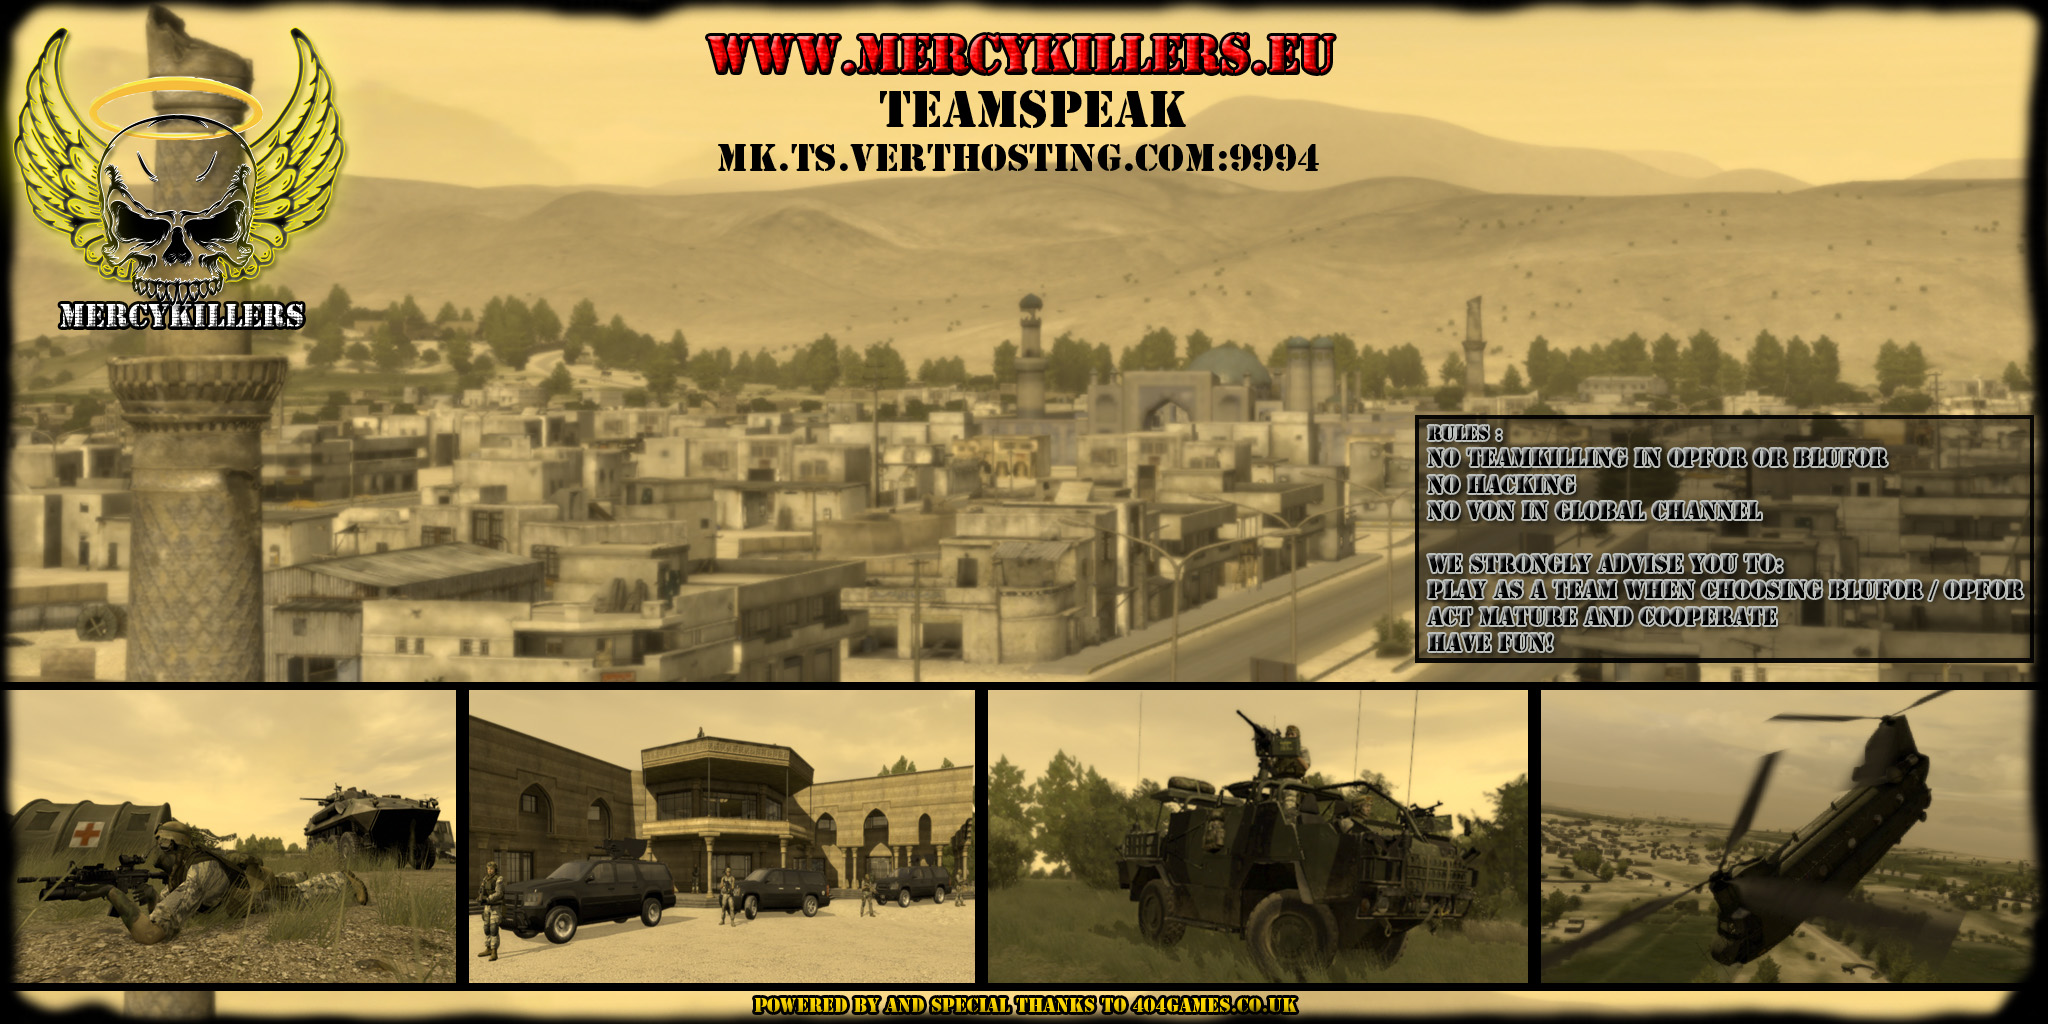 WWW.MERCYKILLERS.EU
TEAMSPEAK
MK.TS.VERTHOSTING.COM:9994
MERCYKILLERS
RULES :
NO TEAMKILLING IN OPFOR OR BLUFOR
NO HACKING
NO VON IN GLOBAL CHANNEL
WE STRONGLY ADVISE YOU TO:
PLAY AS A TEAM WHEN CHOOSING BLUFOR / OPFOR
ACT MATURE AND COOPERATE
HAVE FUN!
POWERED BY AND SPECIAL THANKS TO 404GAMES.CO.UK